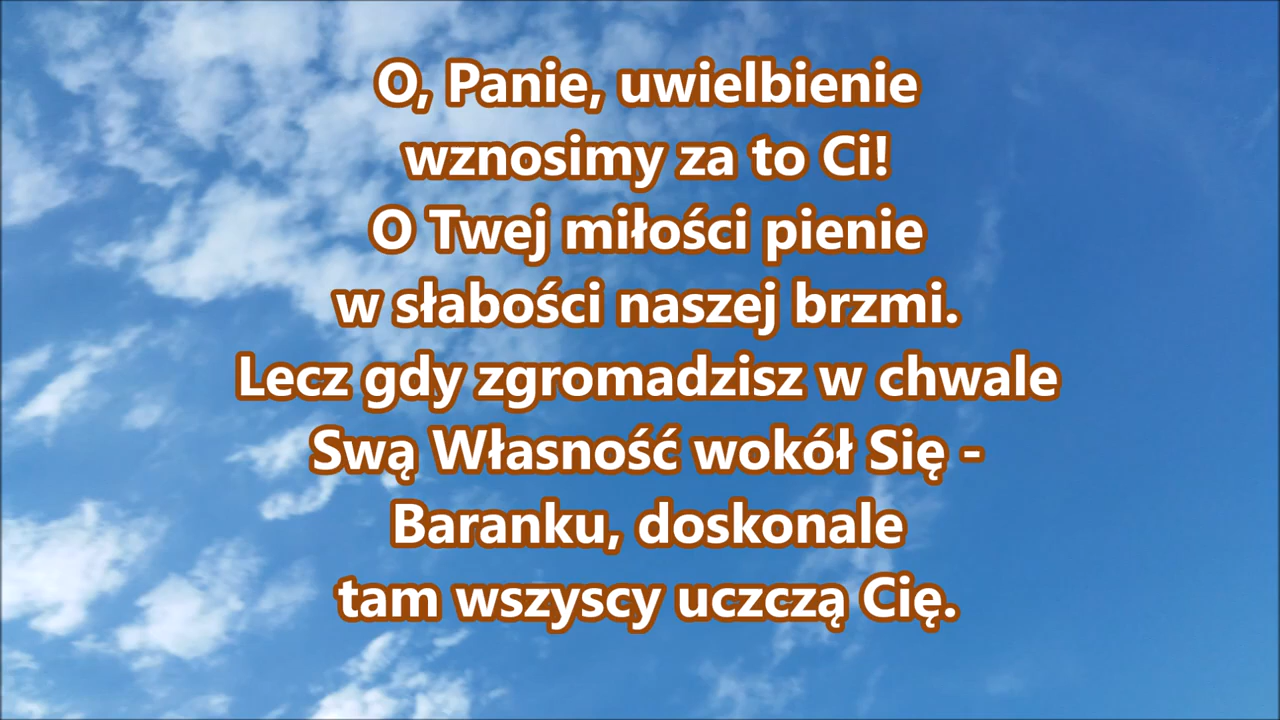 O, Panie, uwielbienie
wznosimy za to Ci!
O Twej miłości pienie
w słabości naszej brzmi.
Lecz gdy zgromadzisz w chwale
Swą Własność wokół Się -
Baranku, doskonale
tam wszyscy uczczą Cię.